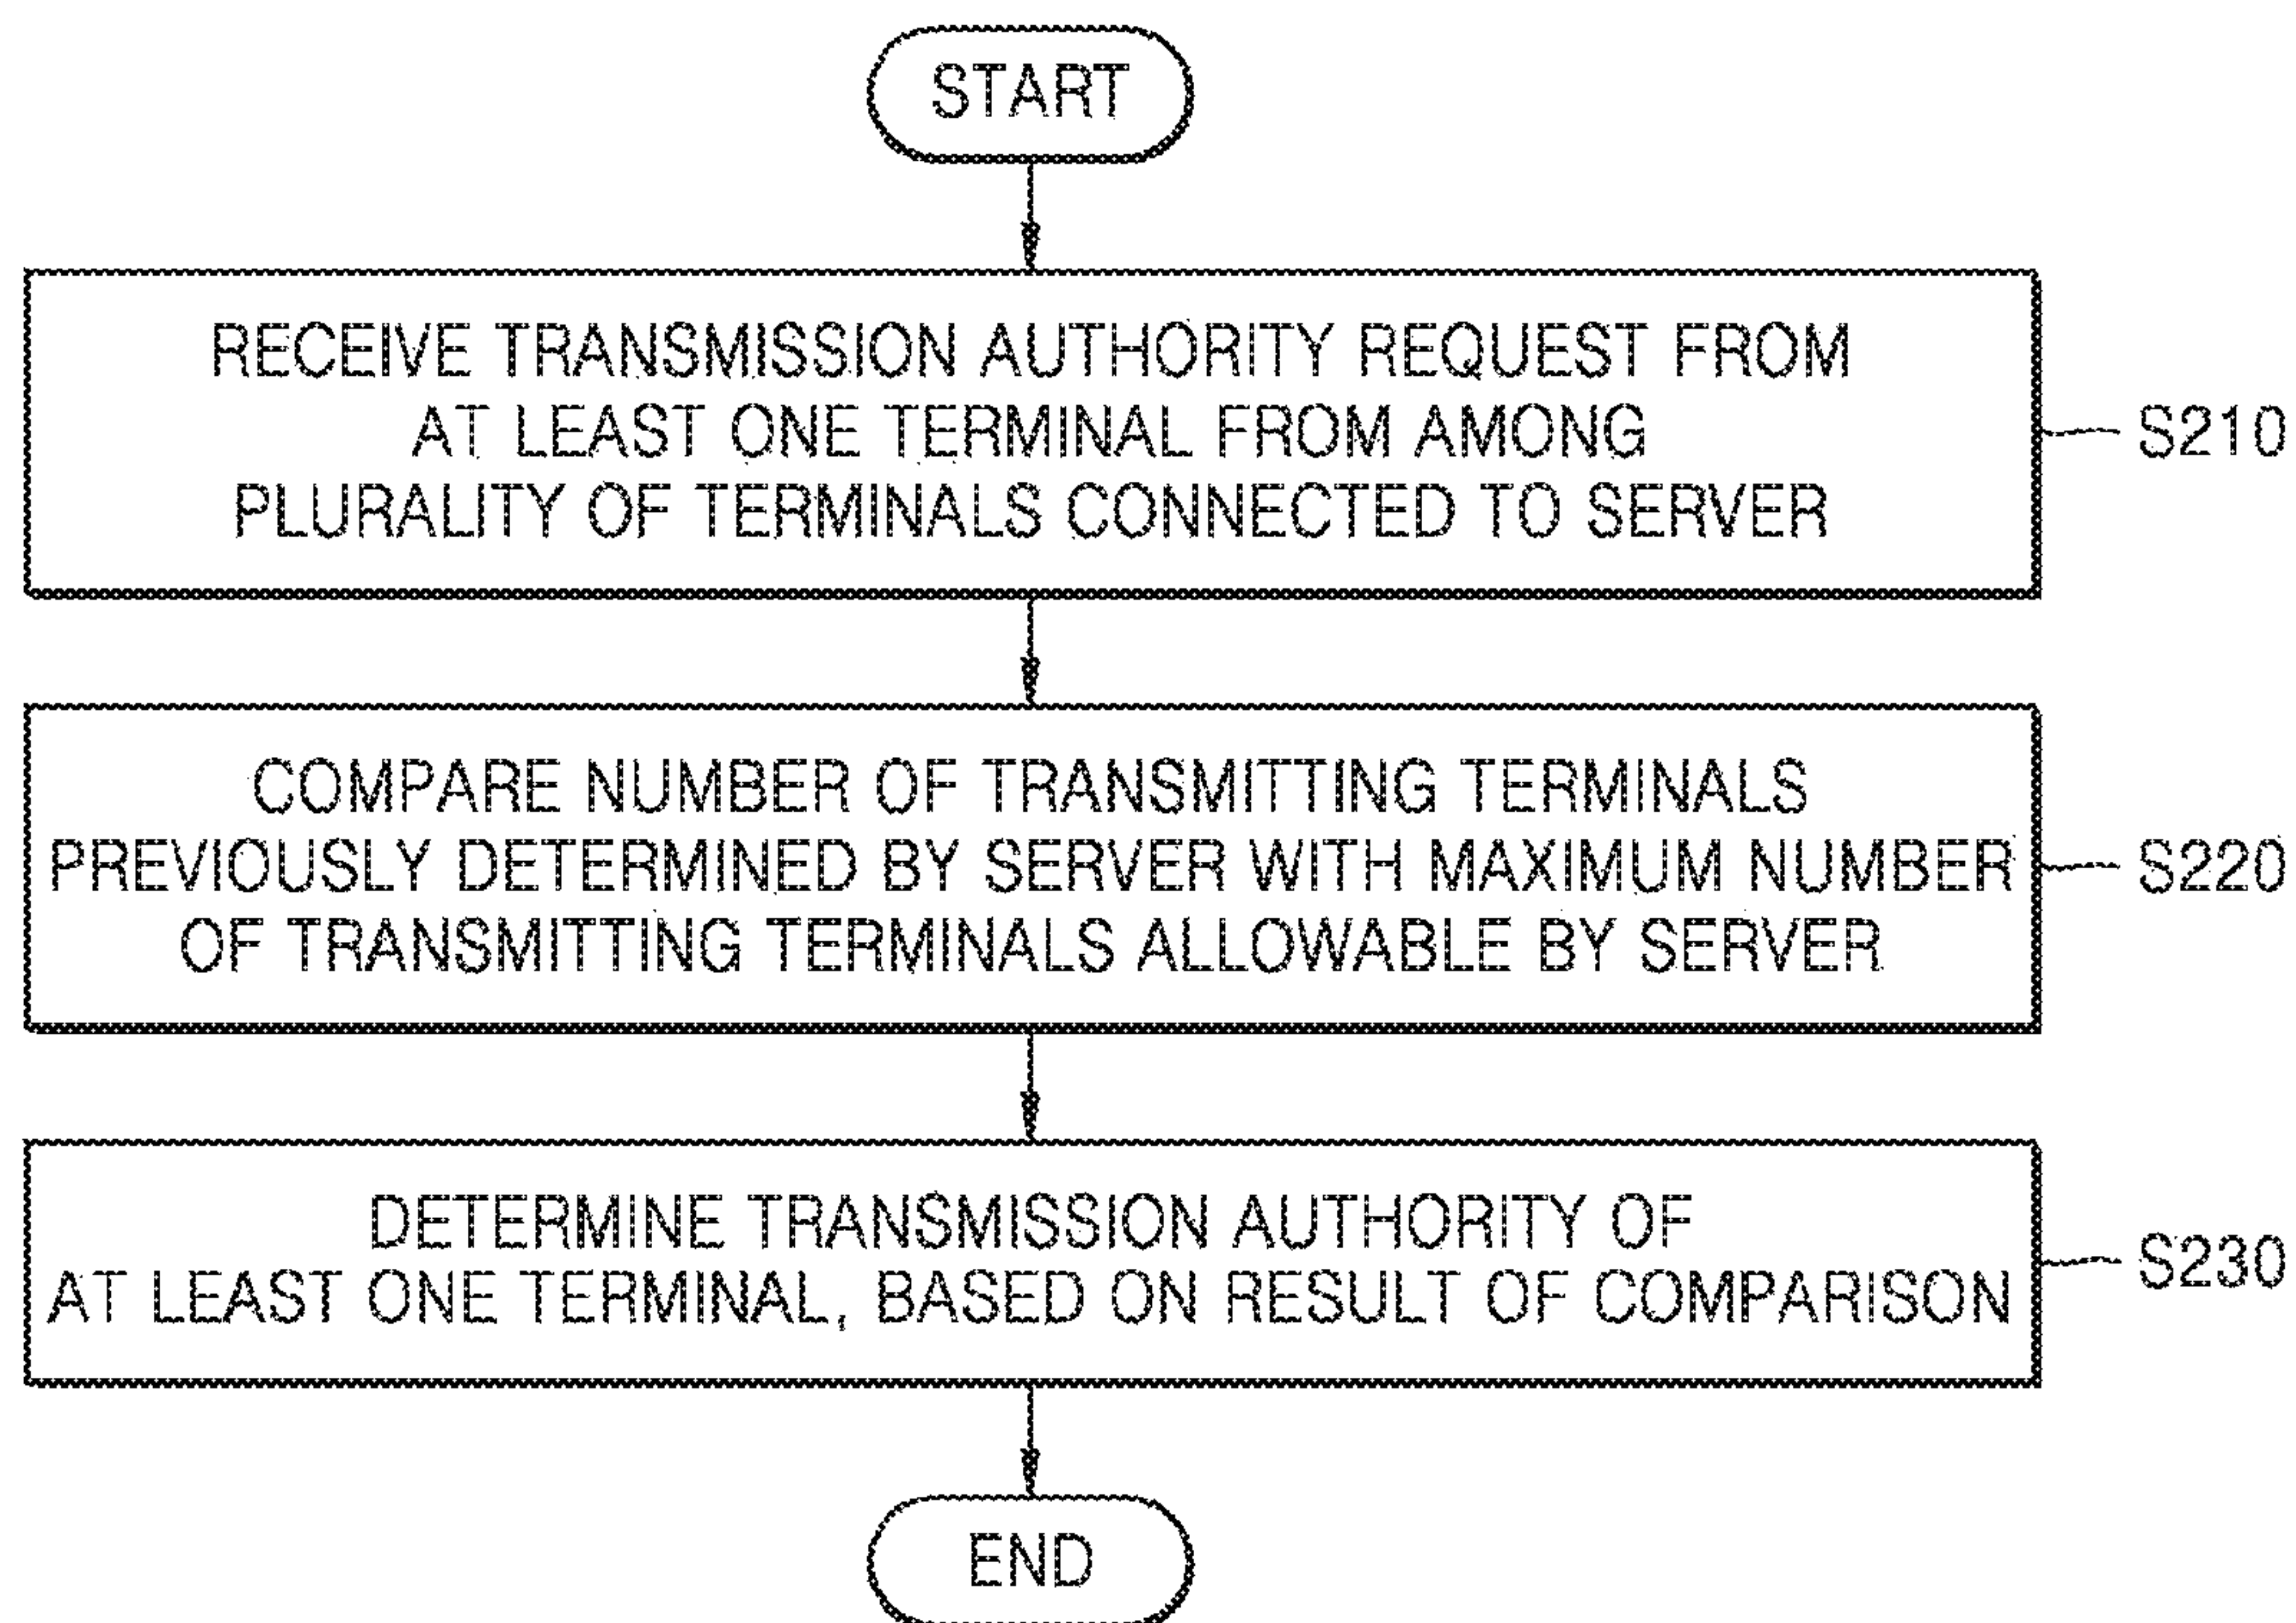 START
RECEIVE TRANSMISSION AUTHORITY REQUEST FROM
AT LEAST ONE TERMINAL FROM AMONG
PLURALITY OF TERMINALS CONNECTED TO SERVER
S210
COMPARE NUMBER OF TRANSMITTING TERMINALS
PREVIOUSLY DETERMINED BY SERVER WITH MAXIMUM NUMBER
OF TRANSMITTING TERMINALS ALLOWABLE BY SERVER
S220
DETERMINE TRANSMISSION AUTHORITY OF
AT LEAST ONE TERMINAL, BASED ON RESULT OF COMPARISON
S230
END